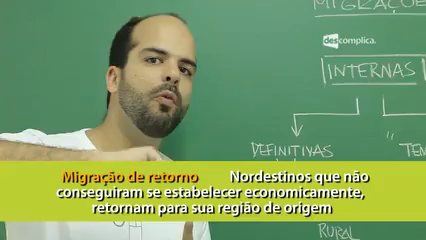 MIGRAÇÕE
descomplica.
INTERNAS
DEFINITIVAS
"TEM
RURAL
Migração de retorno Nordestinos que não
conseguiram se estabelecer economicamente,
retornam para sua região de origem